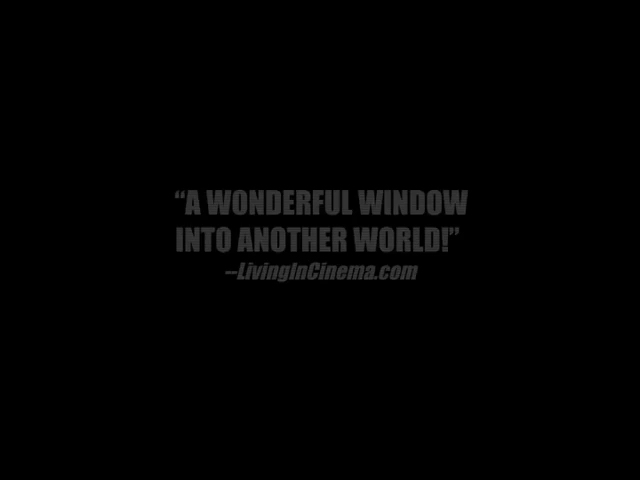 “A WONDERFUL WINDOW
INTO ANOTHER WORLD!”
--LivingInCinema.com